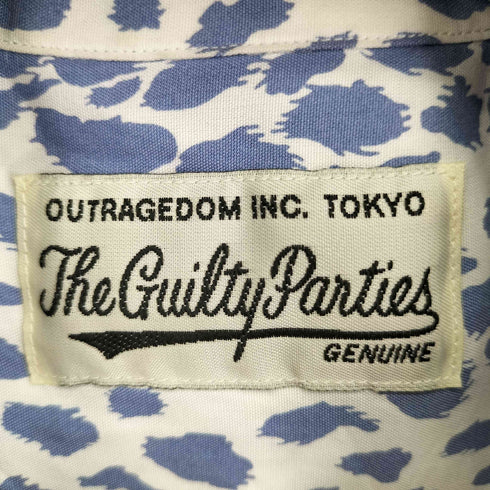 OUTRAGEDOM INC. TOKYO
The Guilty Parties
GENUINE